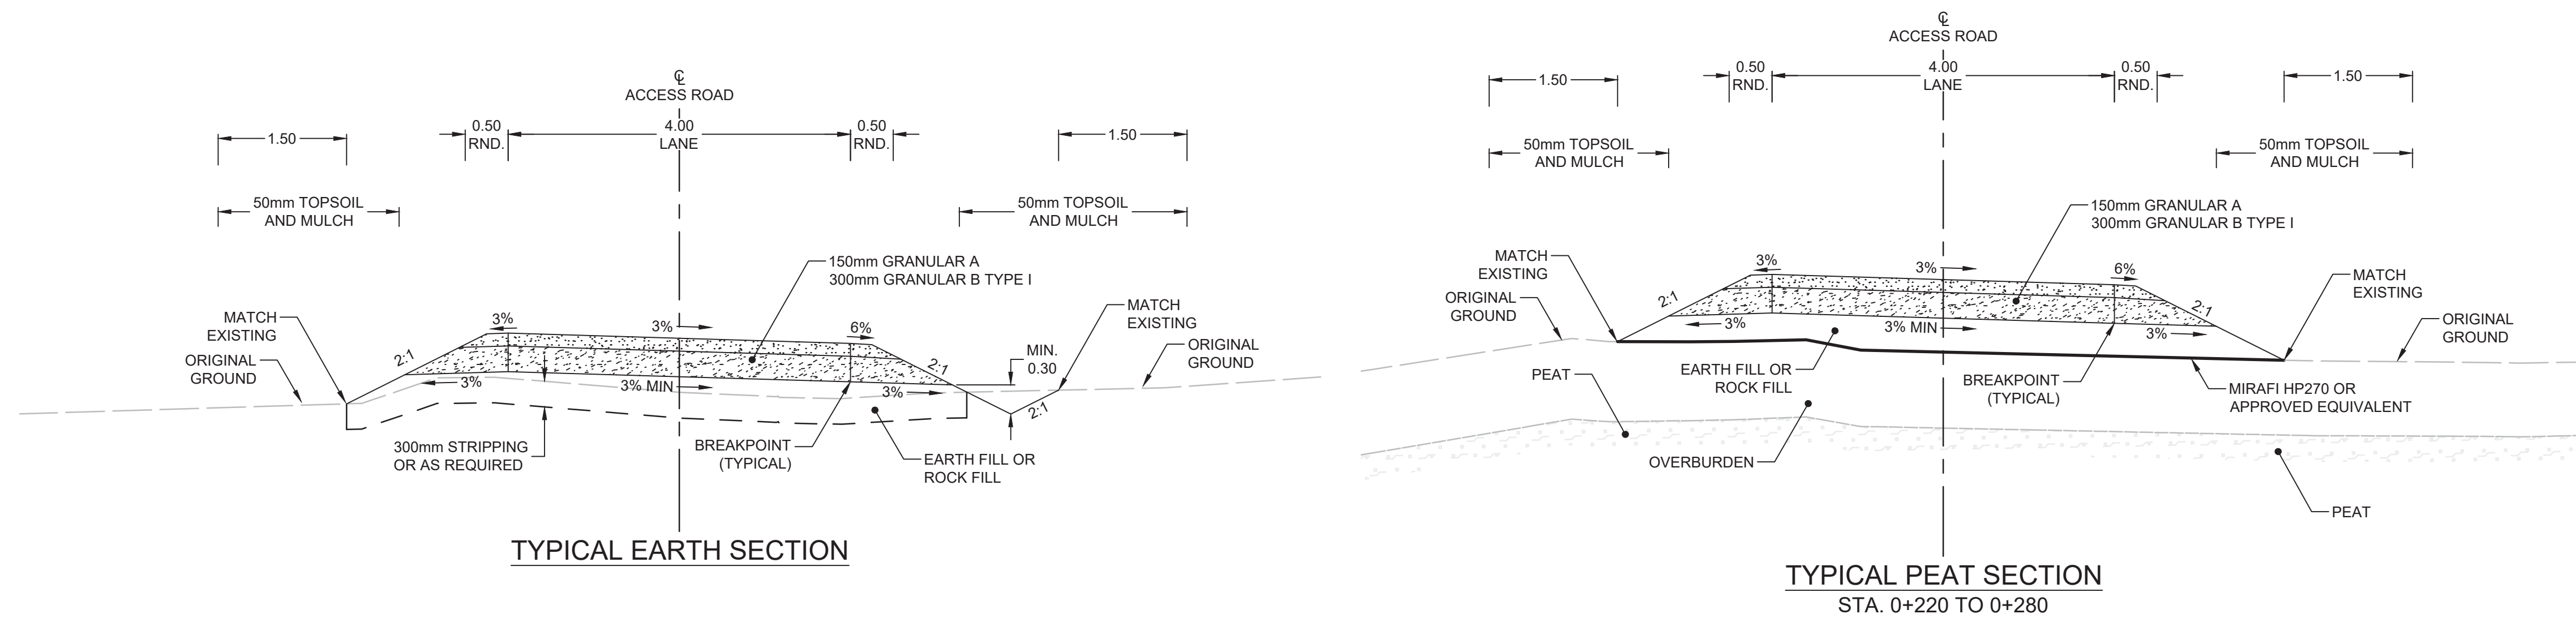 ℄
ACCESS ROAD
1.50
0.50
RND.
4.00
LANE
0.50
RND.
1.50
50mm TOPSOIL
AND MULCH
50mm TOPSOIL
AND MULCH
150mm GRANULAR A
300mm GRANULAR B TYPE I
MATCH
EXISTING
ORIGINAL
GROUND
2:1
3%
3%
6%
2:1
3%
3% MIN
3%
MIN.
0.30
2:1
MATCH
EXISTING
ORIGINAL
GROUND
300mm STRIPPING
OR AS REQUIRED
BREAKPOINT
(TYPICAL)
EARTH FILL OR
ROCK FILL
TYPICAL EARTH SECTION
℄
ACCESS ROAD
1.50
0.50
RND.
4.00
LANE
0.50
RND.
1.50
50mm TOPSOIL
AND MULCH
50mm TOPSOIL
AND MULCH
150mm GRANULAR A
300mm GRANULAR B TYPE I
MATCH
EXISTING
ORIGINAL
GROUND
2:1
3%
3%
6%
2:1
3%
3% MIN
3%
MATCH
EXISTING
ORIGINAL
GROUND
PEAT
EARTH FILL OR
ROCK FILL
OVERBURDEN
BREAKPOINT
(TYPICAL)
MIRAFI HP270 OR
APPROVED EQUIVALENT
PEAT
TYPICAL PEAT SECTION
STA. 0+220 TO 0+280